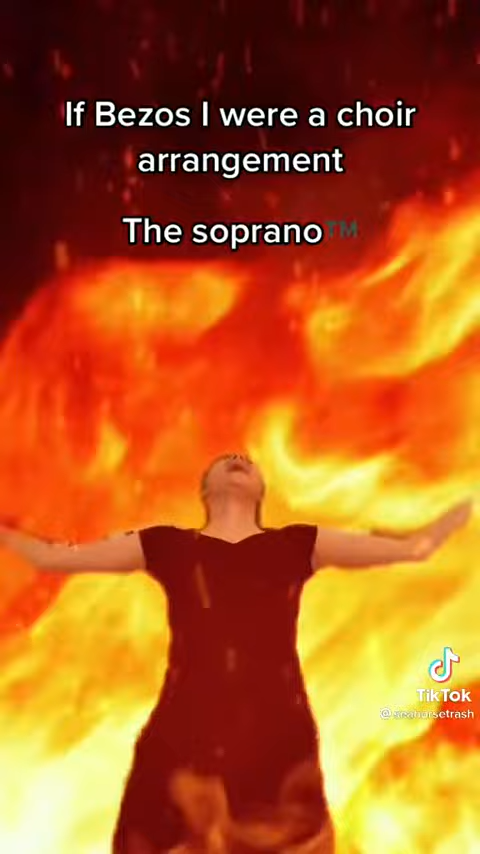 If Bezos I were a choir
arrangement
The soprano™
TikTok
@seahorsetrash